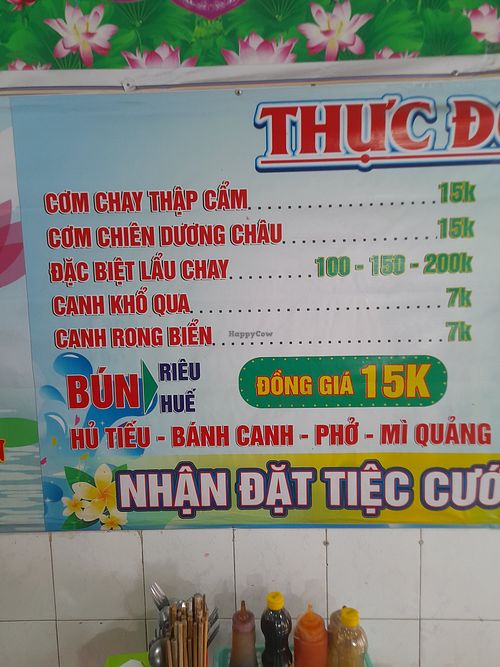 THỰC Đ
CƠM CHAY THẬP CẨM 15k
CƠM CHIÊN DƯƠNG CHÂU 15k
ĐẶC BIỆT LẨU CHAY 100 - 150 - 200k
CANH KHỔ QUA 7k
CANH RONG BIỂN 7k
HappyCow
BÚN RIÊU HUẾ
ĐỒNG GIÁ 15K
HỦ TIẾU - BÁNH CANH - PHỞ - MÌ QUẢNG
NHẬN ĐẶT TIỆC CƯỚ